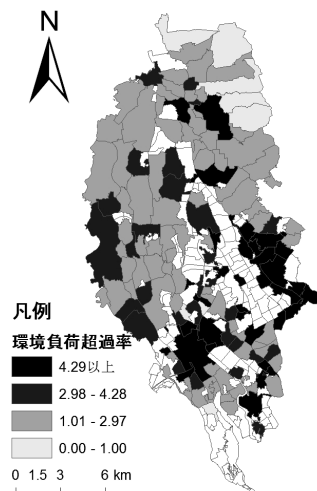 N
凡例
環境負荷超過率
4.29以上
2.98 - 4.28
1.01 - 2.97
0.00 - 1.00
0 1.5 3 6 km